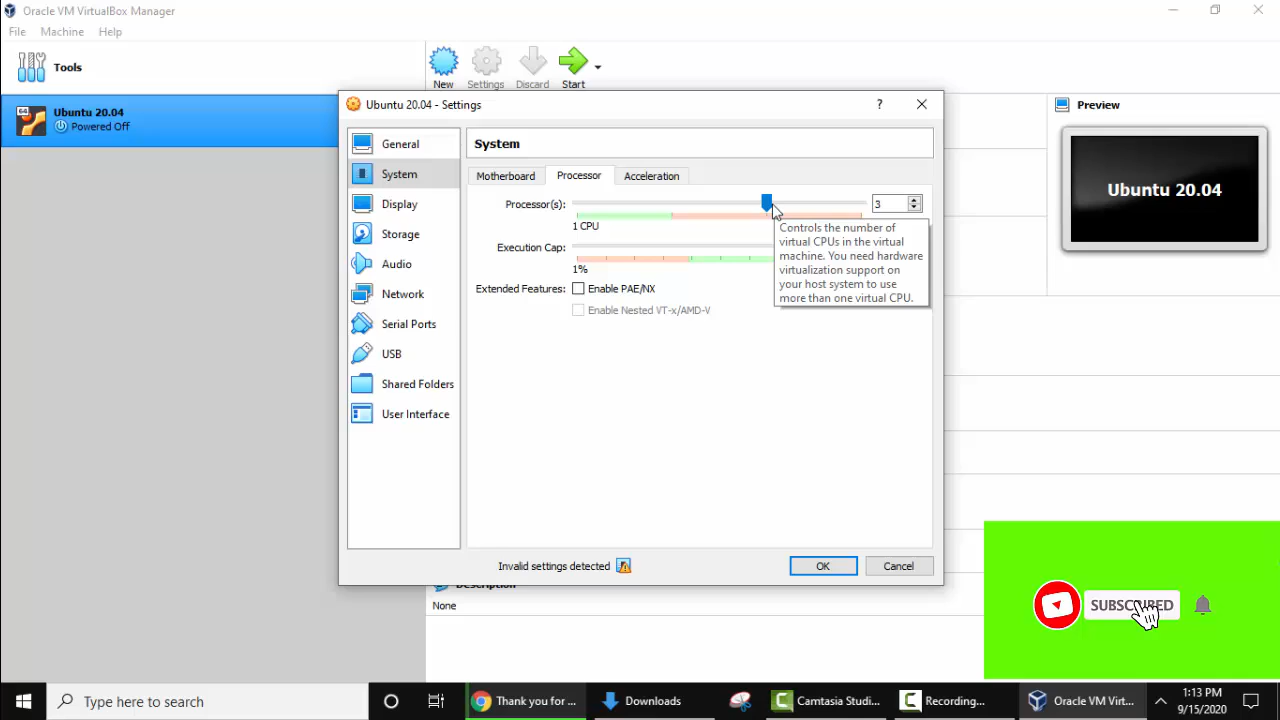 Oracle VM VirtualBox Manager
File Machine Help
Tools
New Settings Discard Start
64
Ubuntu 20.04
Powered Off
Ubuntu 20.04 - Settings
?
General
System
Display
Storage
Audio
Network
Serial Ports
USB
Shared Folders
User Interface
System
Motherboard Processor Acceleration
Processor(s): 3
1 CPU
Execution Cap:
1%
Extended Features: Enable PAE/NX
Enable Nested VT-x/AMD-V
Controls the number of
virtual CPUs in the virtual
machine. You need hardware
virtualization support on
your host system to use
more than one virtual CPU.
Invalid settings detected
OK Cancel
Preview
Ubuntu 20.04
Description
None
SUBSCRIBED
Type here to search
Thank you for ...
Downloads
Camtasia Studi...
Recording...
Oracle VM Virt...
1:13 PM
9/15/2020